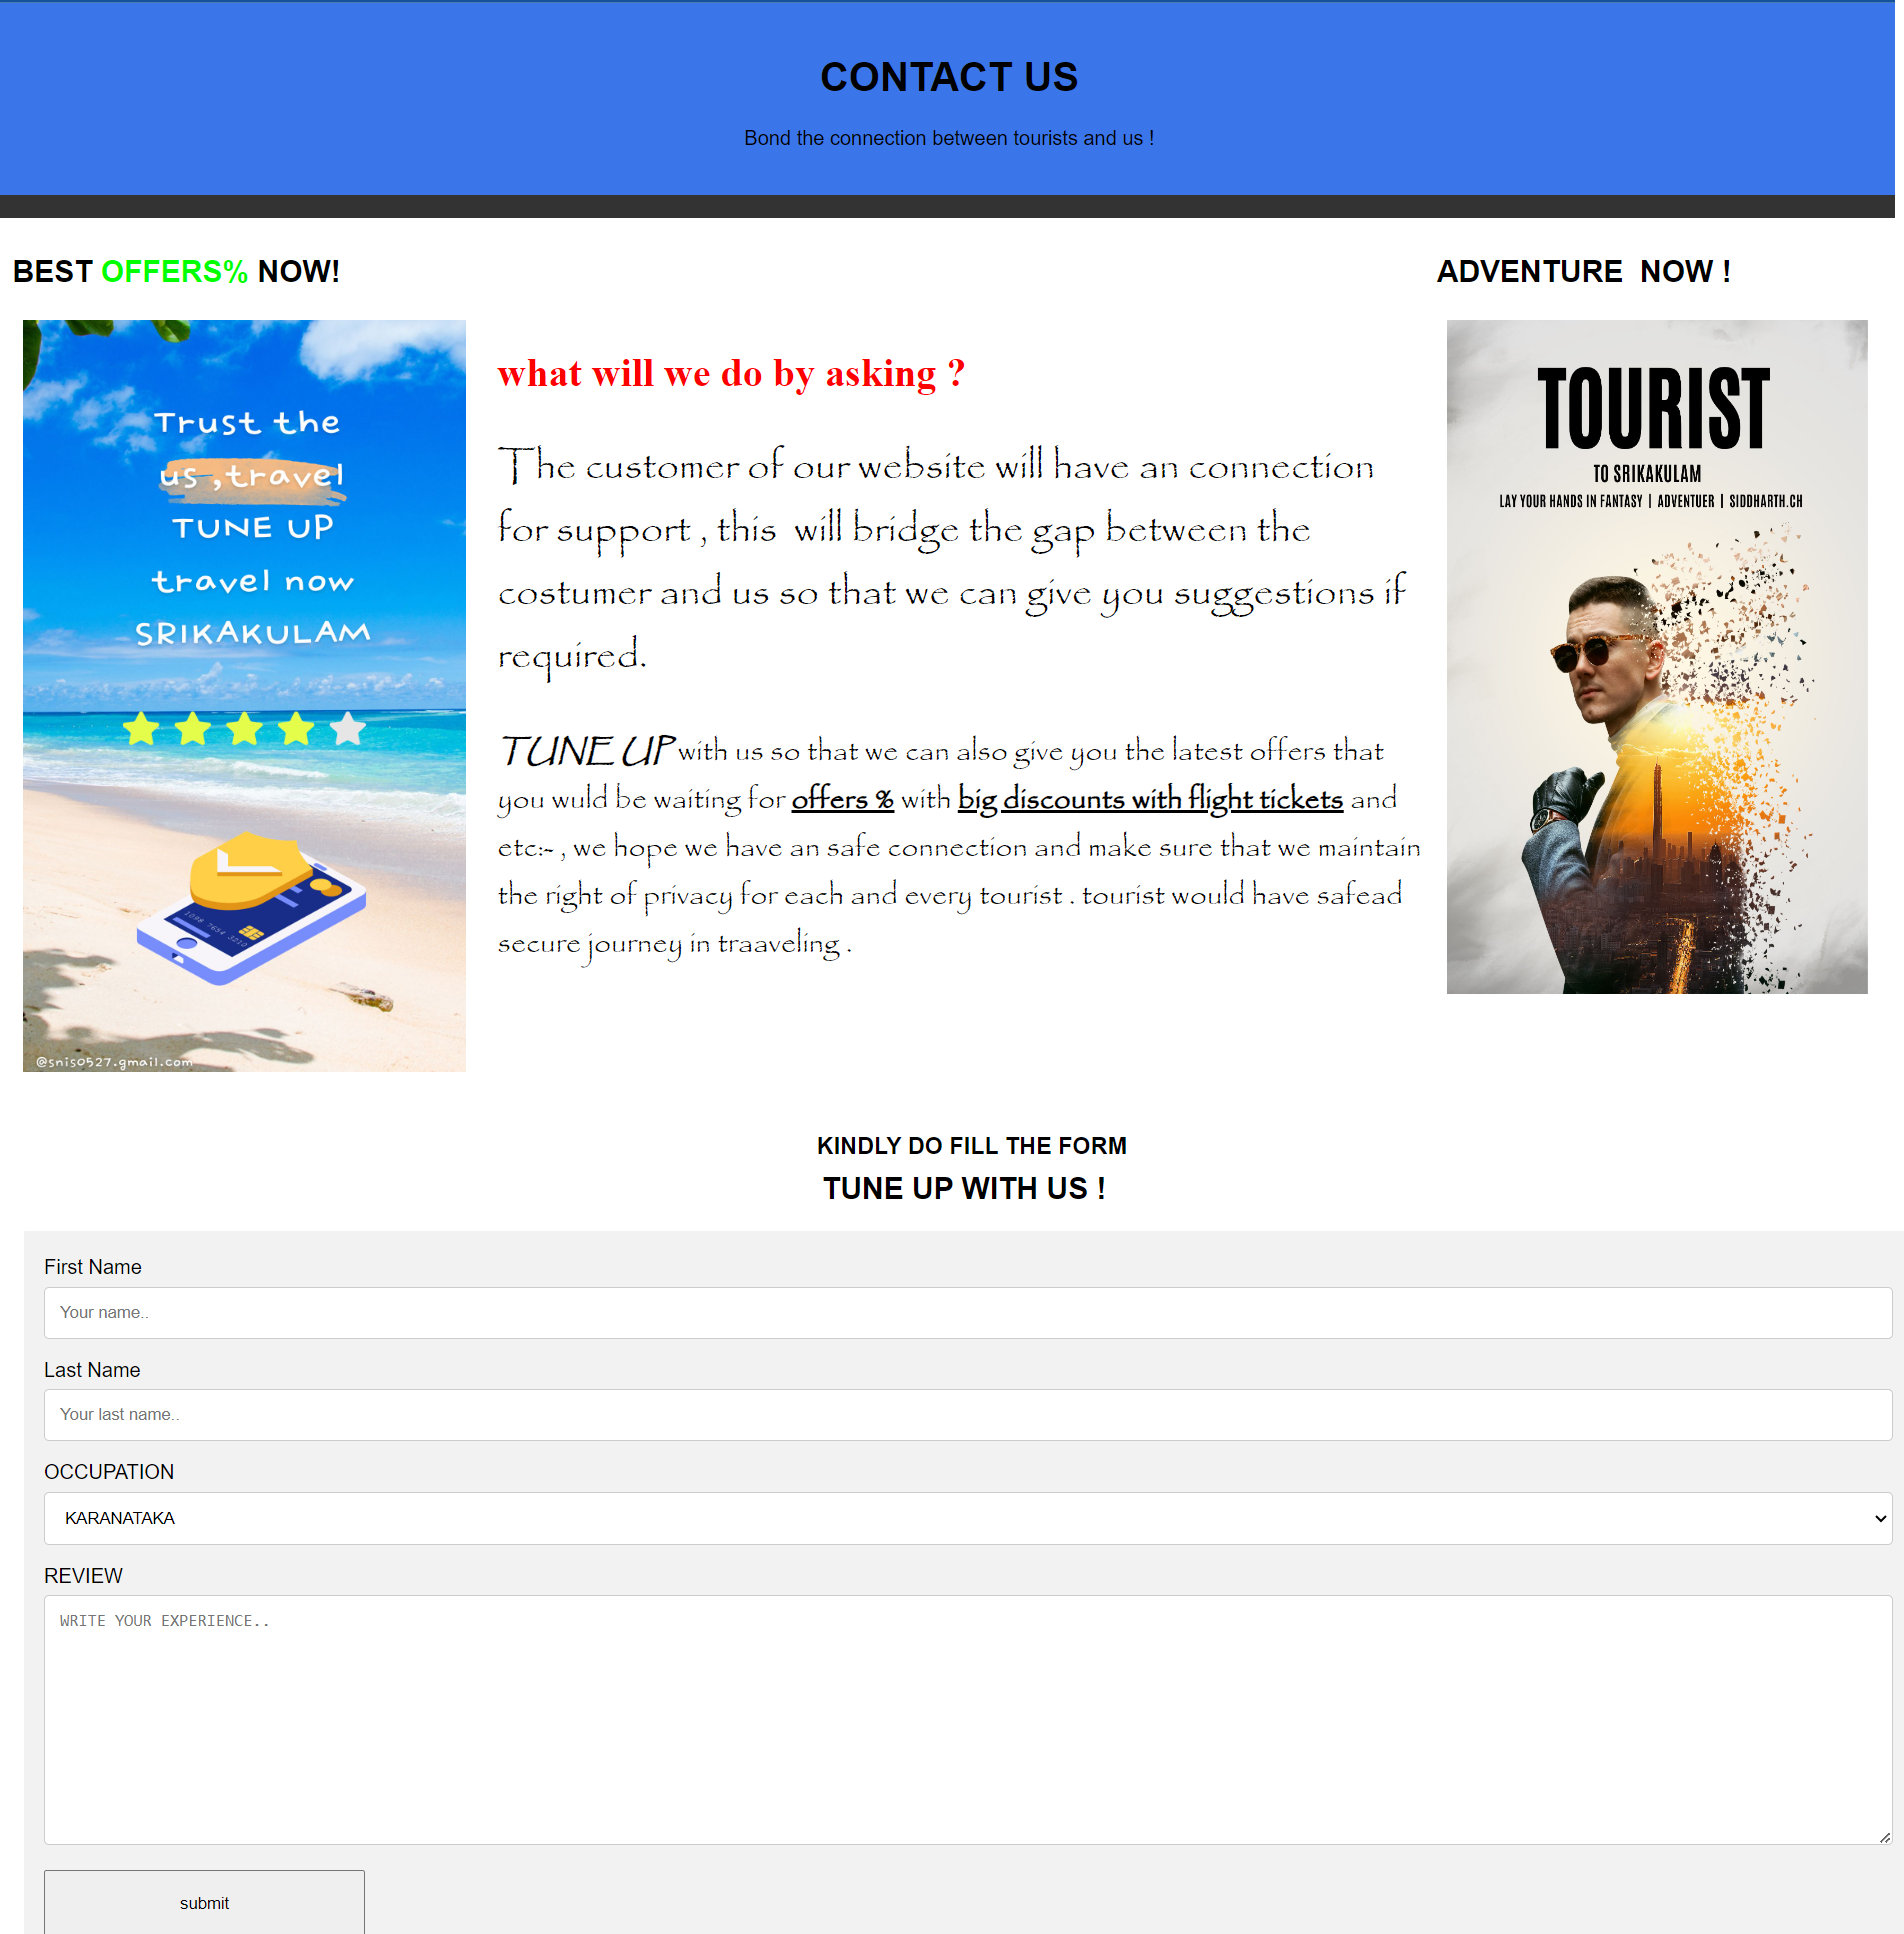 CONTACT US
Bond the connection between tourists and us !
BEST OFFERS% NOW!
Trust the
us ,travel
TUNE UP
travel now
SRIKAKULAM
1098 7654 3210
@snis0527.gmail.com
what will we do by asking ?
The customer of our website will have an connection
for support , this will bridge the gap between the
costumer and us so that we can give you suggestions if
required.
TUNE UP with us so that we can also give you the latest offers that
you wuld be waiting for offers % with big discounts with flight tickets and
etc:- , we hope we have an safe connection and make sure that we maintain
the right of privacy for each and every tourist . tourist would have safead
secure journey in traaveling .
ADVENTURE NOW !
TOURIST
TO SRIKAKULAM
LAY YOUR HANDS IN FANTASY | ADVENTUER | SIDDHARTH.CH
KINDLY DO FILL THE FORM
TUNE UP WITH US !
First Name
Your name..
Last Name
Your last name..
OCCUPATION
KARANATAKA
REVIEW
WRITE YOUR EXPERIENCE..
submit